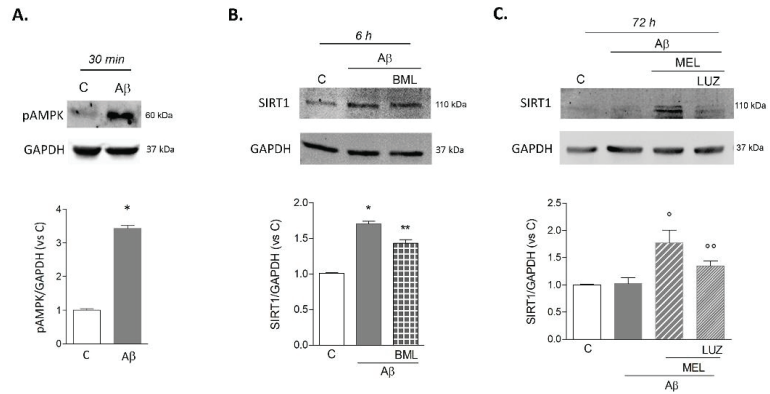 A.
30 min
C Aβ
pAMPK 60 kDa
GAPDH 37 kDa
pAMPK/GAPDH (vs C)
4
3
2
1
0
*
C Aβ
B.
6 h
Aβ
C BML
SIRT1 110 kDa
GAPDH 37 kDa
SIRT1/GAPDH (vs C)
2.0
1.5
1.0
0.5
0.0
*
**
C BML
Aβ
C.
72 h
Aβ
MEL
C LUZ
SIRT1 110 kDa
GAPDH 37 kDa
SIRT1/GAPDH (vs C)
2.5
2.0
1.5
1.0
0.5
0.0
°
°°
C LUZ
MEL
Aβ